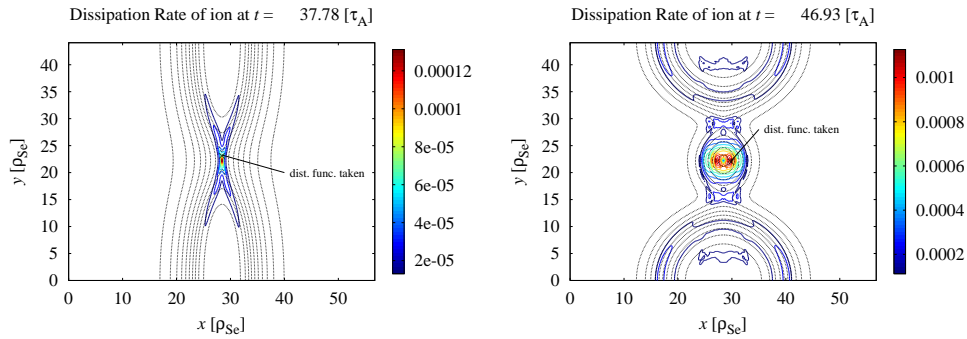 Dissipation Rate of ion at t = 37.78 [τA]
40
35
30
25
20
15
10
5
0
y [ρSe]
0 10 20 30 40 50
x [ρSe]
dist. func. taken
0.00012
0.0001
8e-05
6e-05
4e-05
2e-05
Dissipation Rate of ion at t = 46.93 [τA]
40
35
30
25
20
15
10
5
0
y [ρSe]
0 10 20 30 40 50
x [ρSe]
dist. func. taken
0.001
0.0008
0.0006
0.0004
0.0002